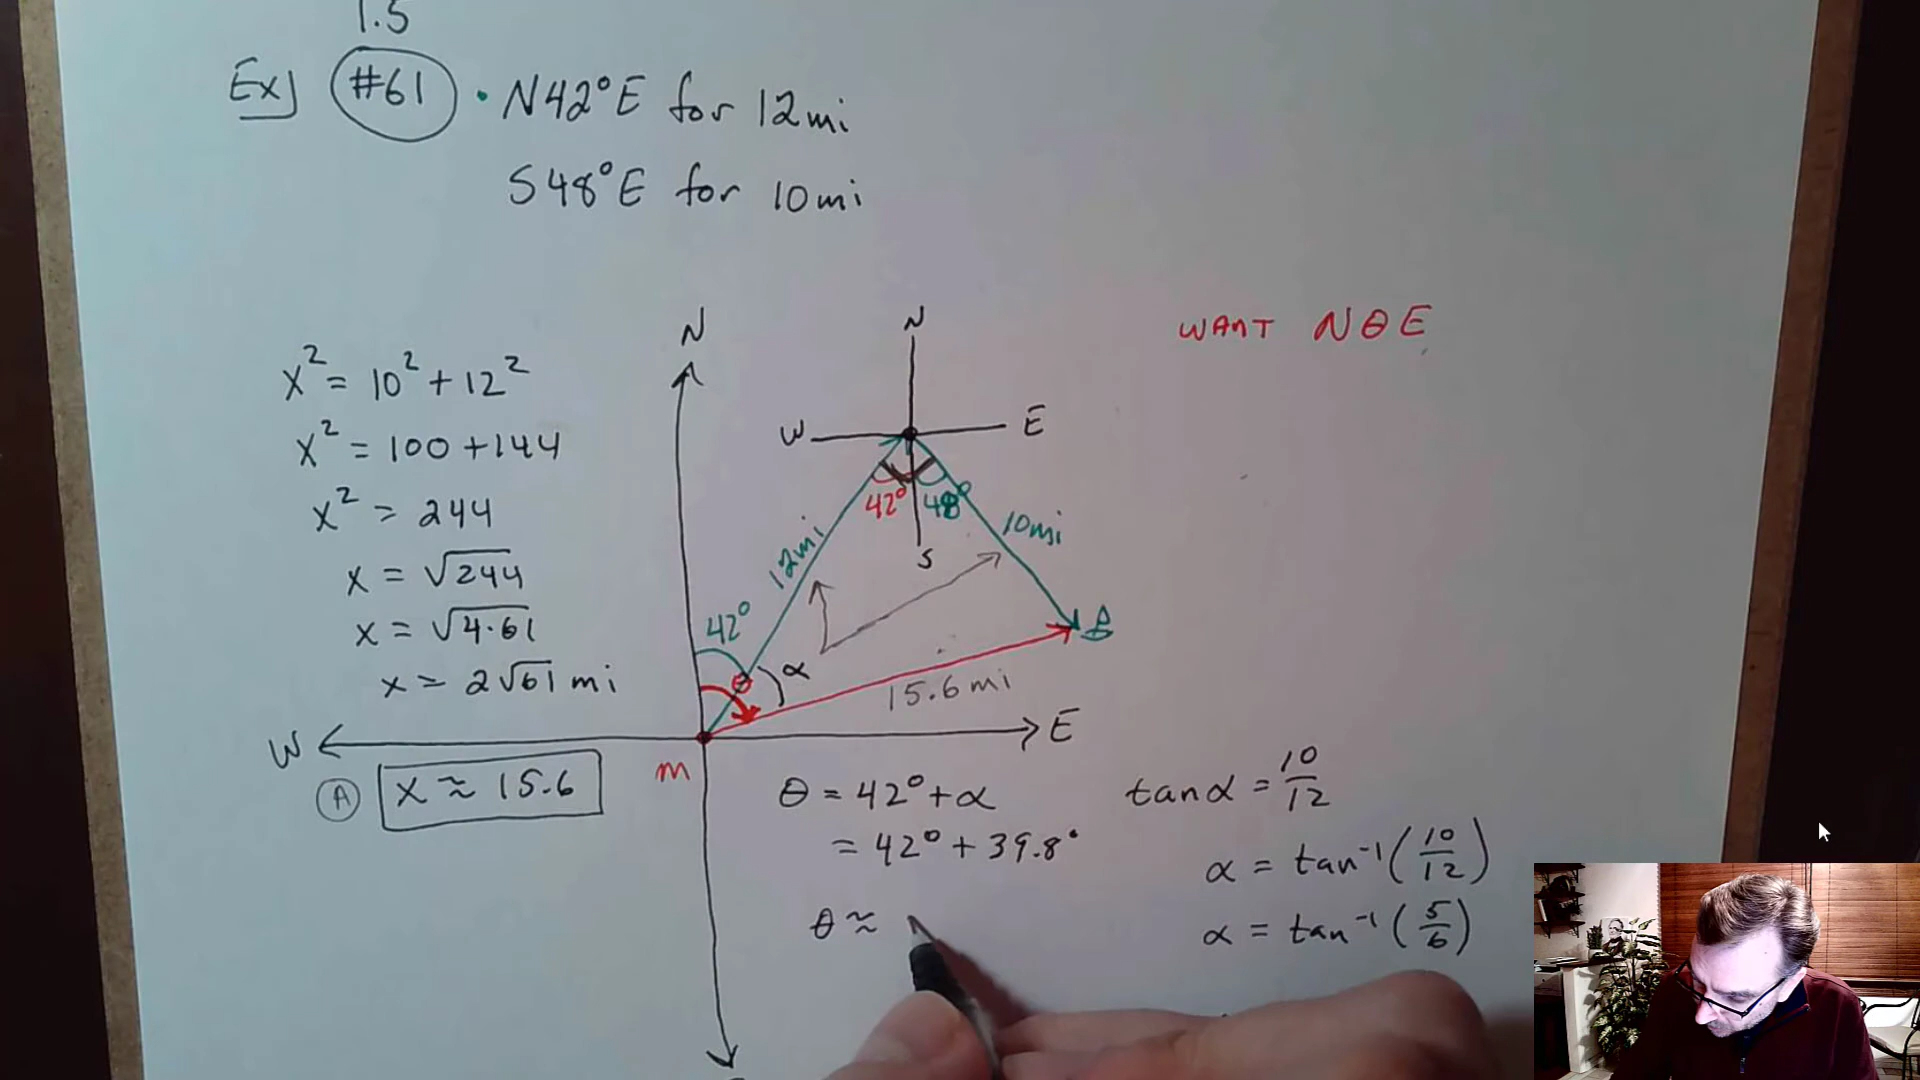 1.5
Ex] #61 • N42°E for 12mi
S48°E for 10mi
WANT NθE
x² = 10² + 12²
x² = 100 + 144
x² = 244
x = √244
x = √4·61
x = 2√61 mi
Ⓐ x ≈ 15.6
N
N
W
E
S
42°
48°
12mi
10mi
42°
θ
α
B
15.6 mi
W
E
m
θ = 42° + α
= 42° + 39.8°
θ ≈
tanα = 10/12
α = tan⁻¹(10/12)
α = tan⁻¹(5/6)